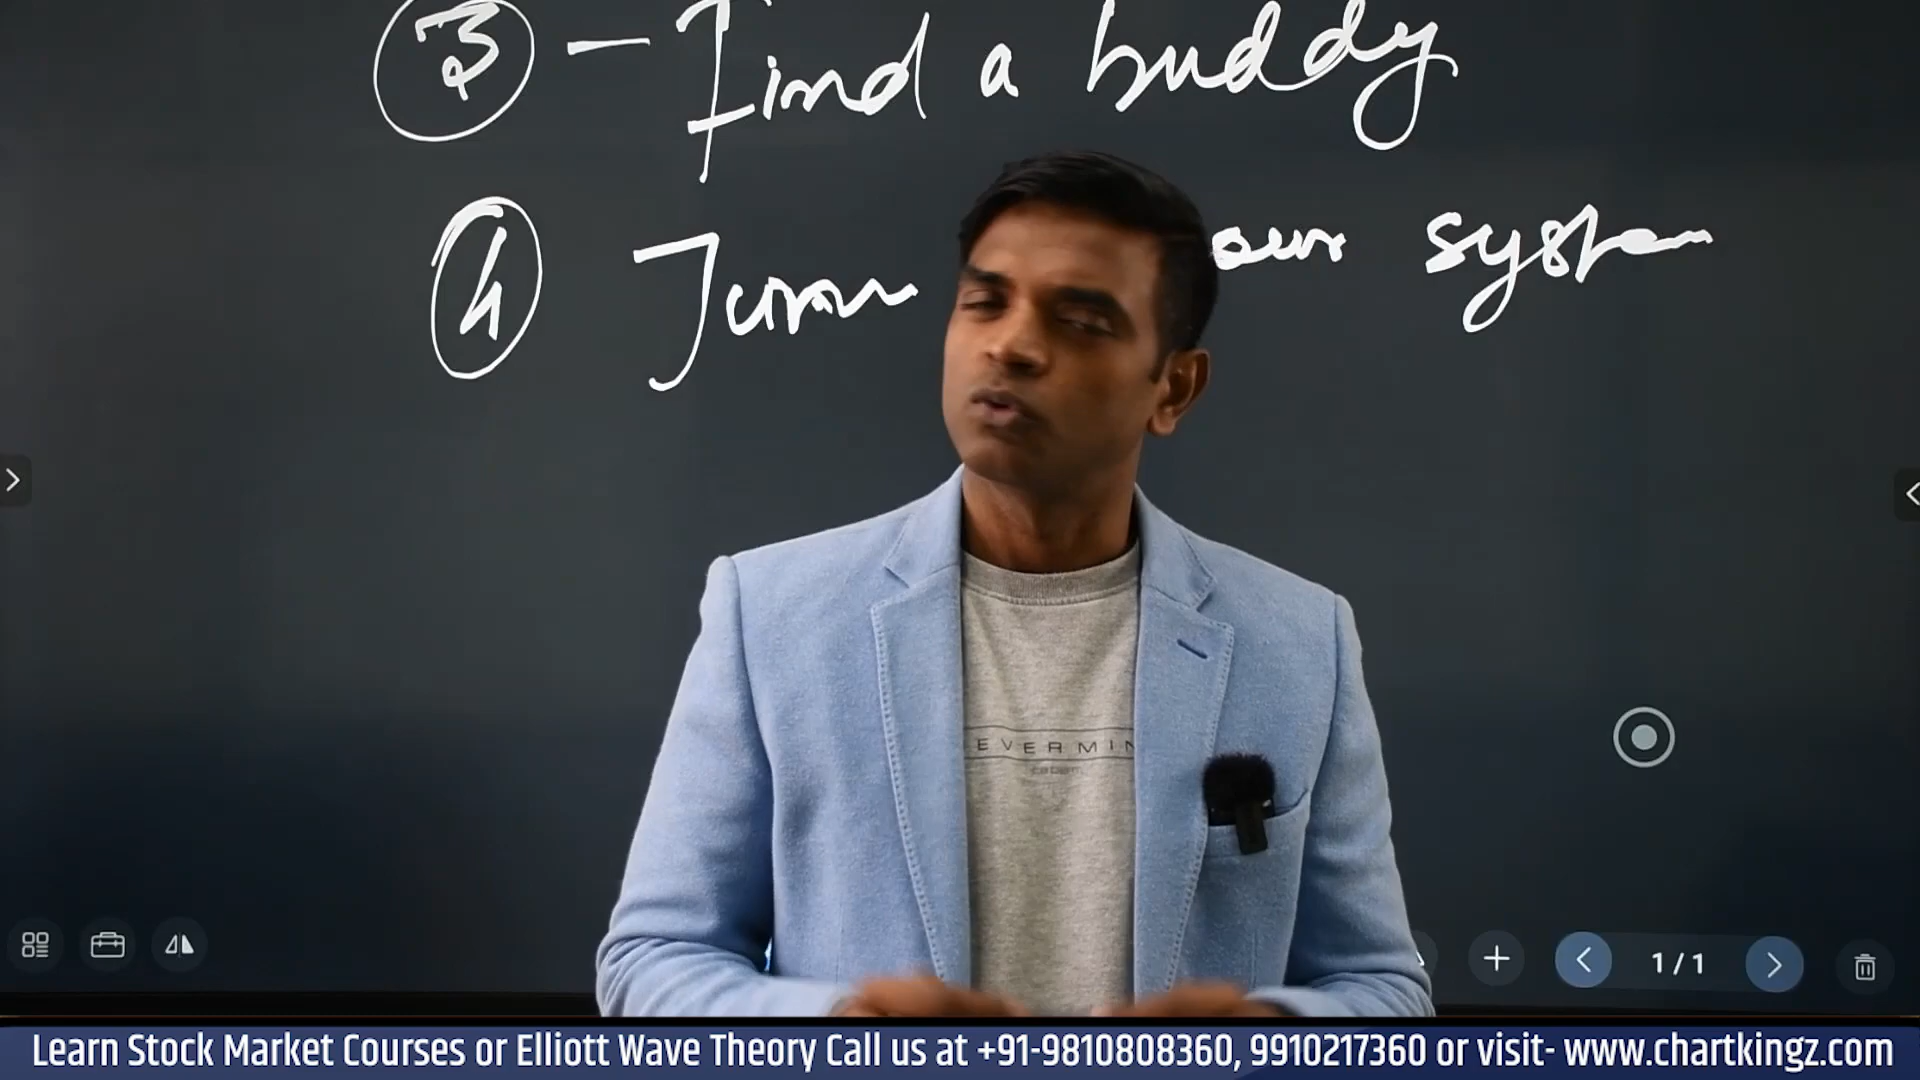 3 - Find a buddy
4 our system
EVERMIN
1/1
Learn Stock Market Courses or Elliott Wave Theory Call us at +91-9810808360, 9910217360 or visit- www.chartkingz.com